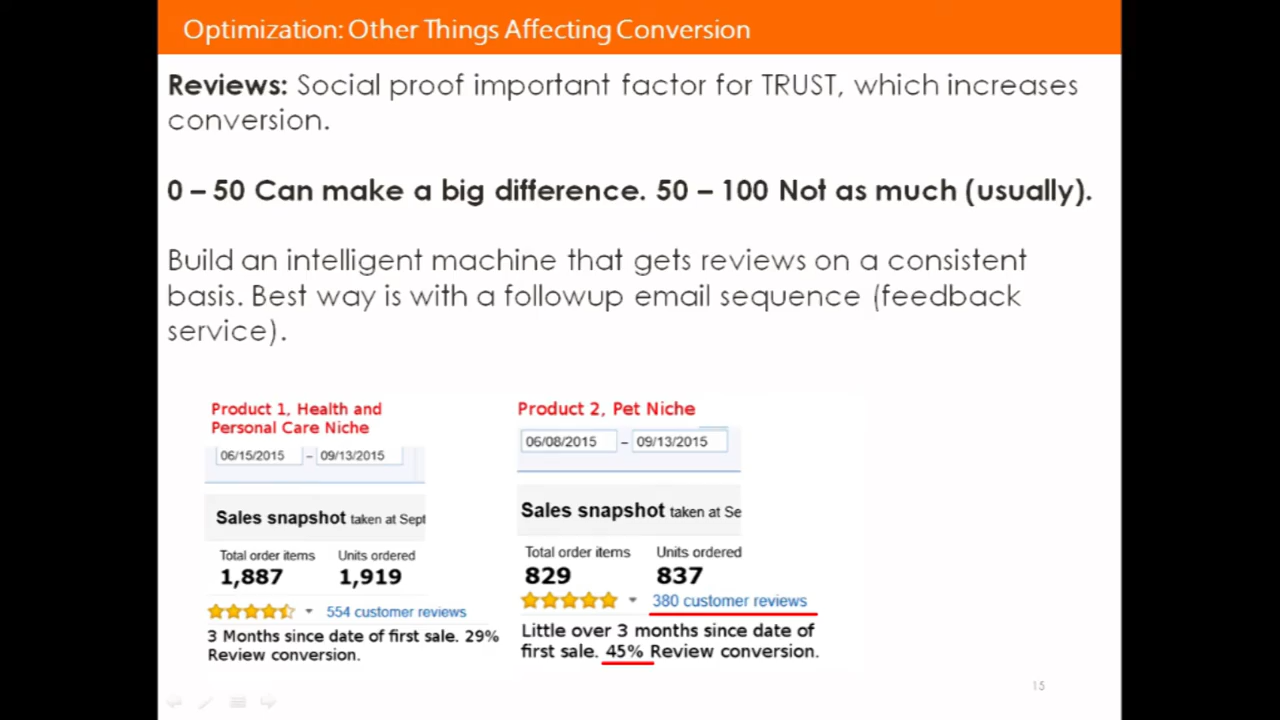 Optimization: Other Things Affecting Conversion
Reviews: Social proof important factor for TRUST, which increases
conversion.
0 – 50 Can make a big difference. 50 – 100 Not as much (usually).
Build an intelligent machine that gets reviews on a consistent
basis. Best way is with a followup email sequence (feedback
service).
Product 1, Health and
Personal Care Niche
06/15/2015 – 09/13/2015
Sales snapshot taken at Sept
Total order items Units ordered
1,887 1,919
554 customer reviews
3 Months since date of first sale. 29%
Review conversion.
Product 2, Pet Niche
06/08/2015 – 09/13/2015
Sales snapshot taken at Se
Total order items Units ordered
829 837
380 customer reviews
Little over 3 months since date of
first sale. 45% Review conversion.
15